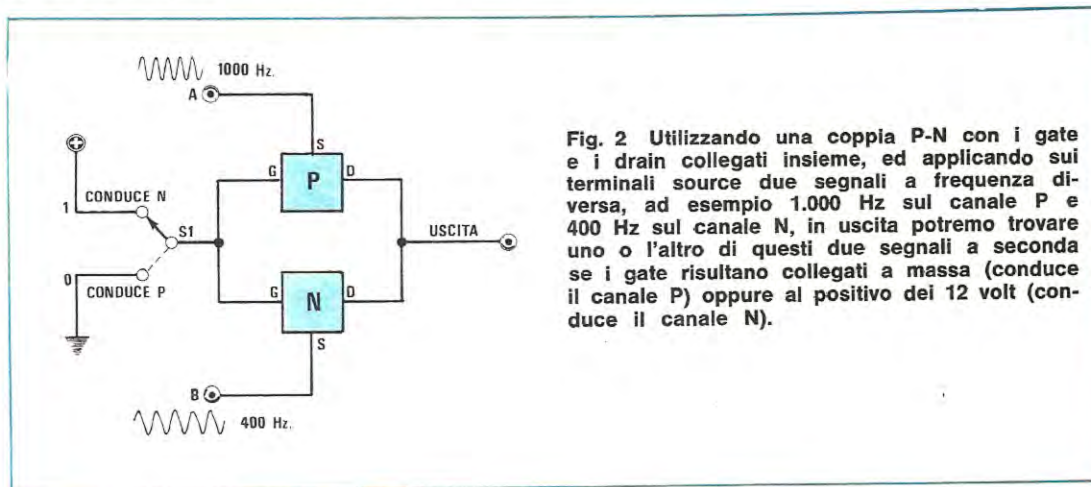 1000 Hz.
A
S
G P D
CONDUCE N
1
S1
USCITA
0
CONDUCE P
G N D
S
B
400 Hz.
Fig. 2 Utilizzando una coppia P-N con i gate
e i drain collegati insieme, ed applicando sui
terminali source due segnali a frequenza di-
versa, ad esempio 1.000 Hz sul canale P e
400 Hz sul canale N, in uscita potremo trovare
uno o l'altro di questi due segnali a seconda
se i gate risultano collegati a massa (conduce
il canale P) oppure al positivo dei 12 volt (con-
duce il canale N).